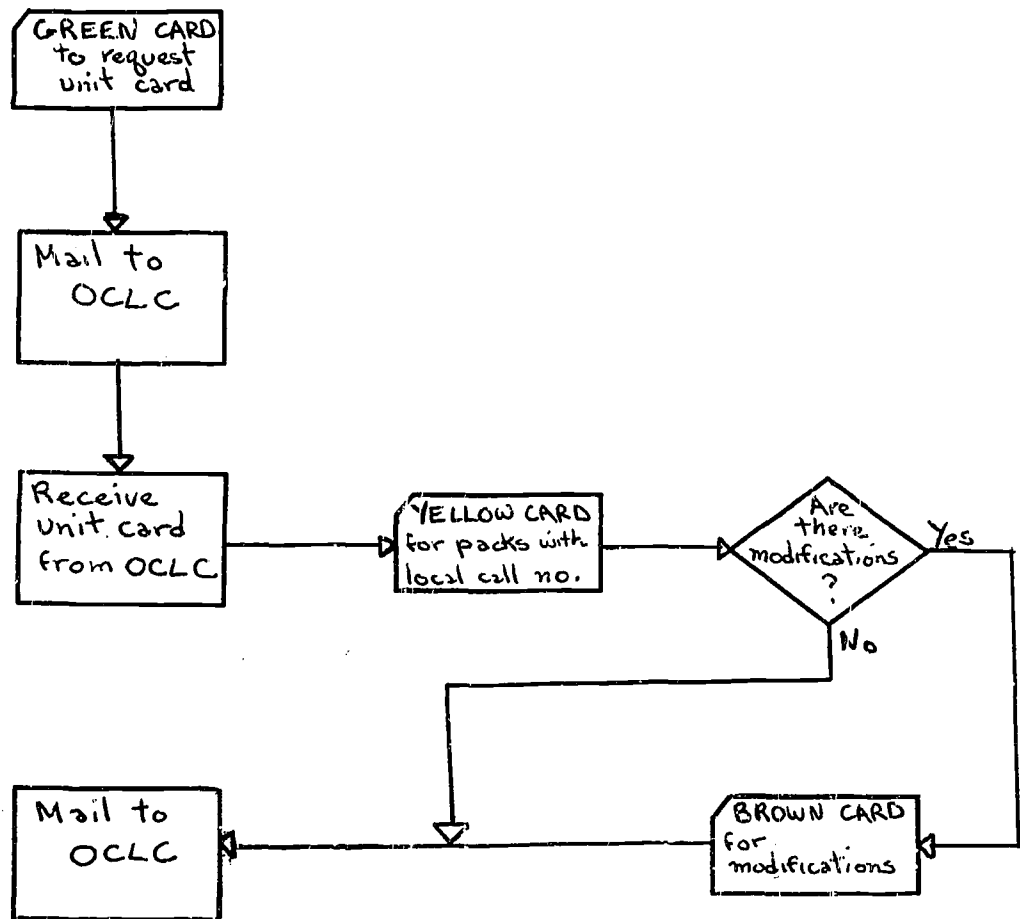 GREEN CARD
to request
unit card
Mail to
OCLC
Receive
unit card
from OCLC
YELLOW CARD
for packs with
local call no.
Are
there
modifications
?
Yes
No
BROWN CARD
for
modifications
Mail to
OCLC